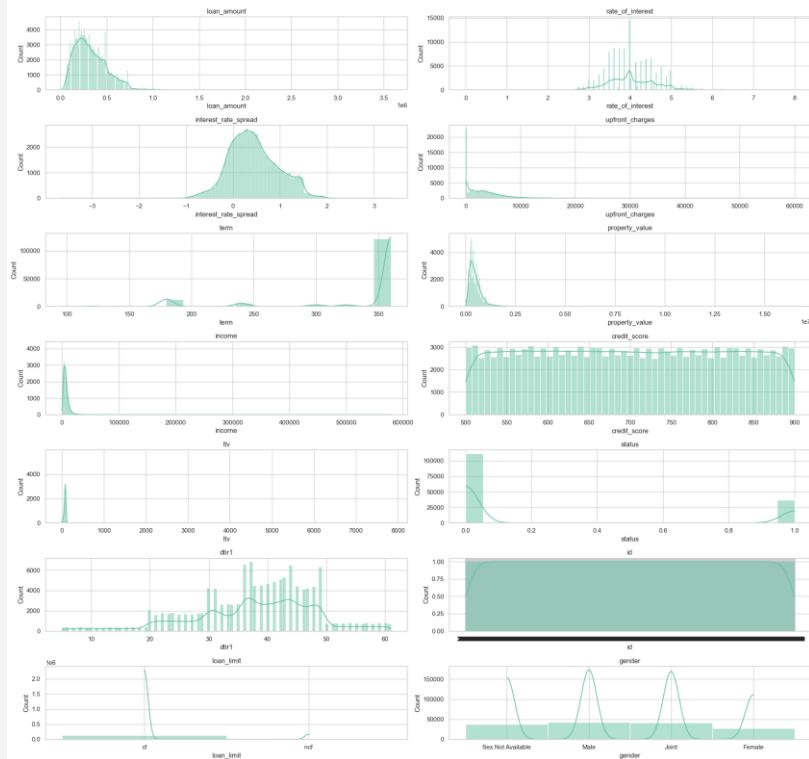 loan_amount
Count
4000
3000
2000
1000
0
0.0 0.5 1.0 1.5 2.0 2.5 3.0 3.5
1e6
loan_amount
rate_of_interest
Count
15000
10000
5000
0
0 1 2 3 4 5 6 7 8
rate_of_interest
interest_rate_spread
Count
2000
1000
0
−3 −2 −1 0 1 2 3
interest_rate_spread
upfront_charges
Count
20000
15000
10000
5000
0
0 10000 20000 30000 40000 50000 60000
upfront_charges
term
Count
100000
50000
0
100 150 200 250 300 350
term
property_value
Count
4000
2000
0
0.00 0.25 0.50 0.75 1.00 1.25 1.50
property_value
income
Count
4000
3000
2000
1000
0
0 100000 200000 300000 400000 500000 600000
income
credit_score
Count
3000
2000
1000
0
500 550 600 650 700 750 800 850 900
credit_score
ltv
Count
4000
2000
0
0 1000 2000 3000 4000 5000 6000 7000 8000
ltv
status
Count
100000
75000
50000
25000
0
0.0 0.2 0.4 0.6 0.8 1.0
status
dtir1
Count
6000
4000
2000
0
10 20 30 40 50 60
dtir1
id
Count
1.00
0.75
0.50
0.25
0.00
id
loan_limit
1e6
Count
2.0
1.5
1.0
0.5
0.0
cf ncf
loan_limit
gender
Count
150000
100000
50000
0
Sex Not Available Male Joint Female
gender